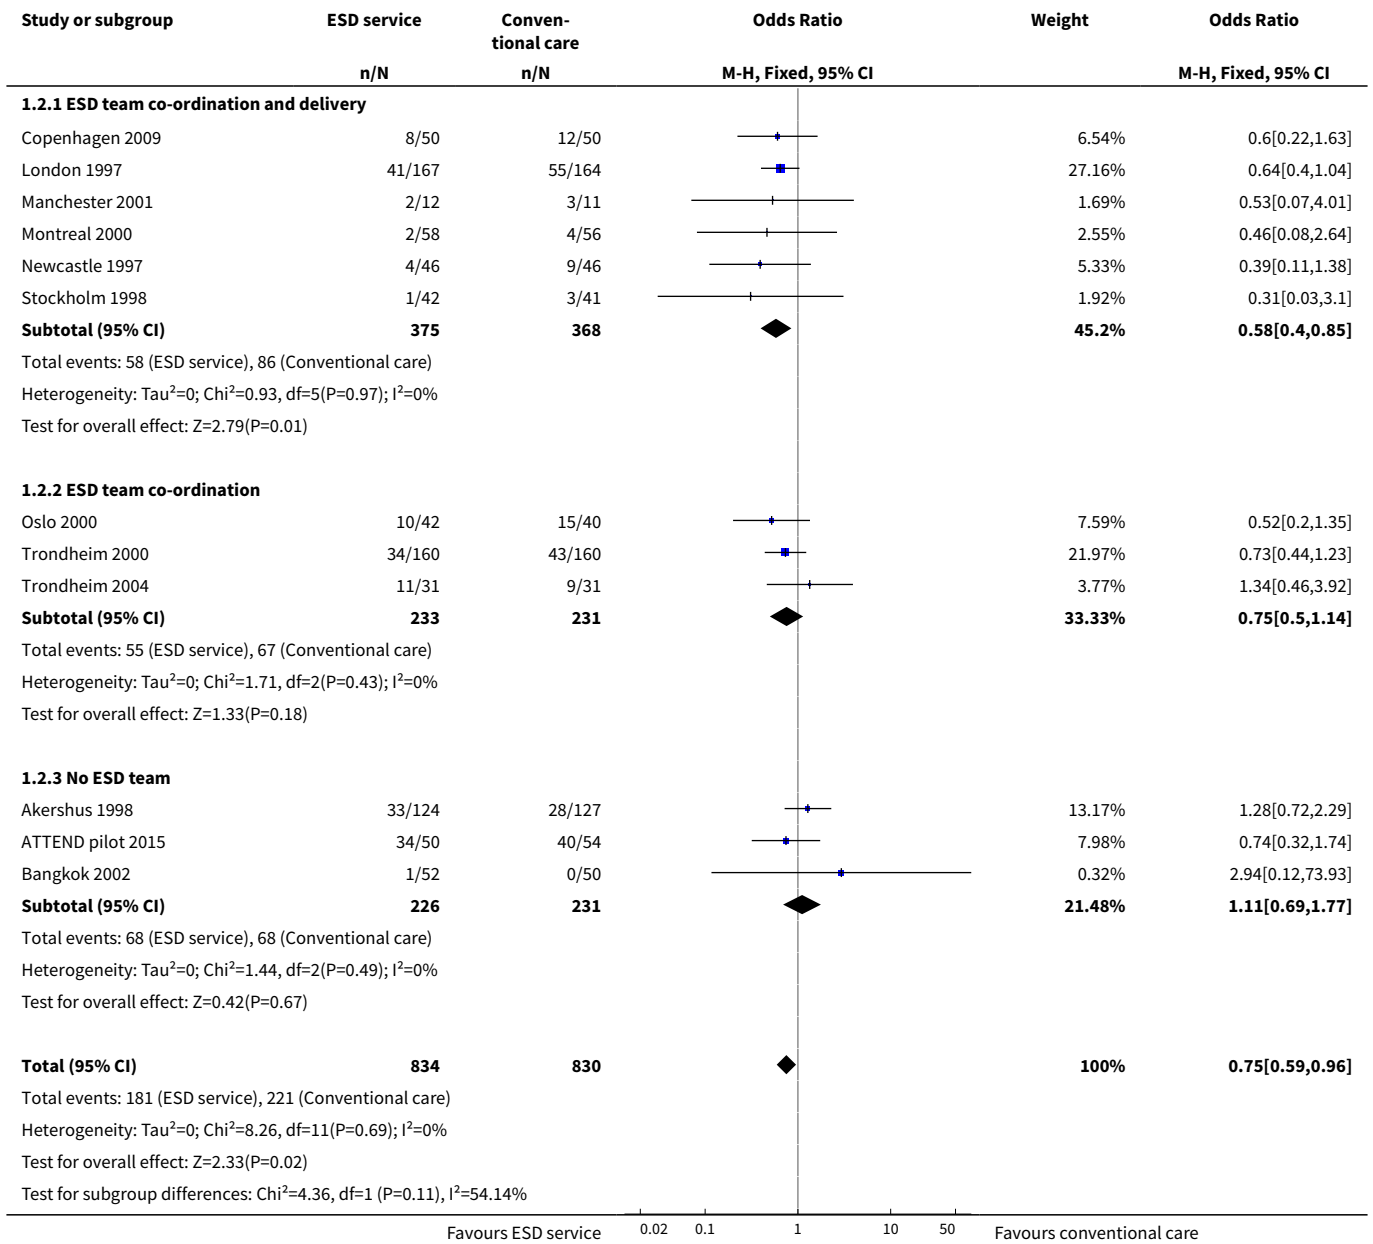 Study or subgroup ESD service Conven- Odds Ratio Weight Odds Ratio
tional care
n/N n/N M-H, Fixed, 95% CI M-H, Fixed, 95% CI
1.2.1 ESD team co-ordination and delivery
Copenhagen 2009 8/50 12/50 6.54% 0.6[0.22,1.63]
London 1997 41/167 55/164 27.16% 0.64[0.4,1.04]
Manchester 2001 2/12 3/11 1.69% 0.53[0.07,4.01]
Montreal 2000 2/58 4/56 2.55% 0.46[0.08,2.64]
Newcastle 1997 4/46 9/46 5.33% 0.39[0.11,1.38]
Stockholm 1998 1/42 3/41 1.92% 0.31[0.03,3.1]
Subtotal (95% CI) 375 368 45.2% 0.58[0.4,0.85]
Total events: 58 (ESD service), 86 (Conventional care)
Heterogeneity: Tau²=0; Chi²=0.93, df=5(P=0.97); I²=0%
Test for overall effect: Z=2.79(P=0.01)
1.2.2 ESD team co-ordination
Oslo 2000 10/42 15/40 7.59% 0.52[0.2,1.35]
Trondheim 2000 34/160 43/160 21.97% 0.73[0.44,1.23]
Trondheim 2004 11/31 9/31 3.77% 1.34[0.46,3.92]
Subtotal (95% CI) 233 231 33.33% 0.75[0.5,1.14]
Total events: 55 (ESD service), 67 (Conventional care)
Heterogeneity: Tau²=0; Chi²=1.71, df=2(P=0.43); I²=0%
Test for overall effect: Z=1.33(P=0.18)
1.2.3 No ESD team
Akershus 1998 33/124 28/127 13.17% 1.28[0.72,2.29]
ATTEND pilot 2015 34/50 40/54 7.98% 0.74[0.32,1.74]
Bangkok 2002 1/52 0/50 0.32% 2.94[0.12,73.93]
Subtotal (95% CI) 226 231 21.48% 1.11[0.69,1.77]
Total events: 68 (ESD service), 68 (Conventional care)
Heterogeneity: Tau²=0; Chi²=1.44, df=2(P=0.49); I²=0%
Test for overall effect: Z=0.42(P=0.67)
Total (95% CI) 834 830 100% 0.75[0.59,0.96]
Total events: 181 (ESD service), 221 (Conventional care)
Heterogeneity: Tau²=0; Chi²=8.26, df=11(P=0.69); I²=0%
Test for overall effect: Z=2.33(P=0.02)
Test for subgroup differences: Chi²=4.36, df=1 (P=0.11), I²=54.14%
Favours ESD service 0.02 0.1 1 10 50 Favours conventional care